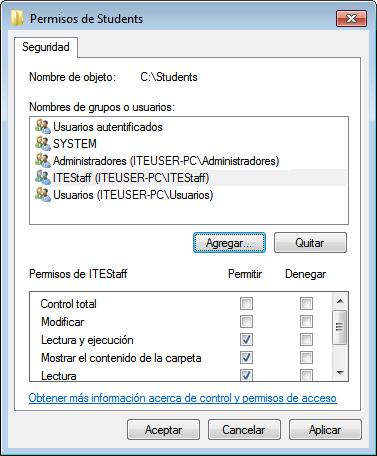 Permisos de Students
Seguridad
Nombre de objeto: C:\Students
Nombres de grupos o usuarios:
Usuarios autentificados
SYSTEM
Administradores (ITEUSER-PC\Administradores)
ITEStaff (ITEUSER-PC\ITEStaff)
Usuarios (ITEUSER-PC\Usuarios)
Agregar... Quitar
Permisos de ITEStaff Permitir Denegar
Control total
Modificar
Lectura y ejecución
Mostrar el contenido de la carpeta
Lectura
Obtener más información acerca de control y permisos de acceso
Aceptar Cancelar Aplicar